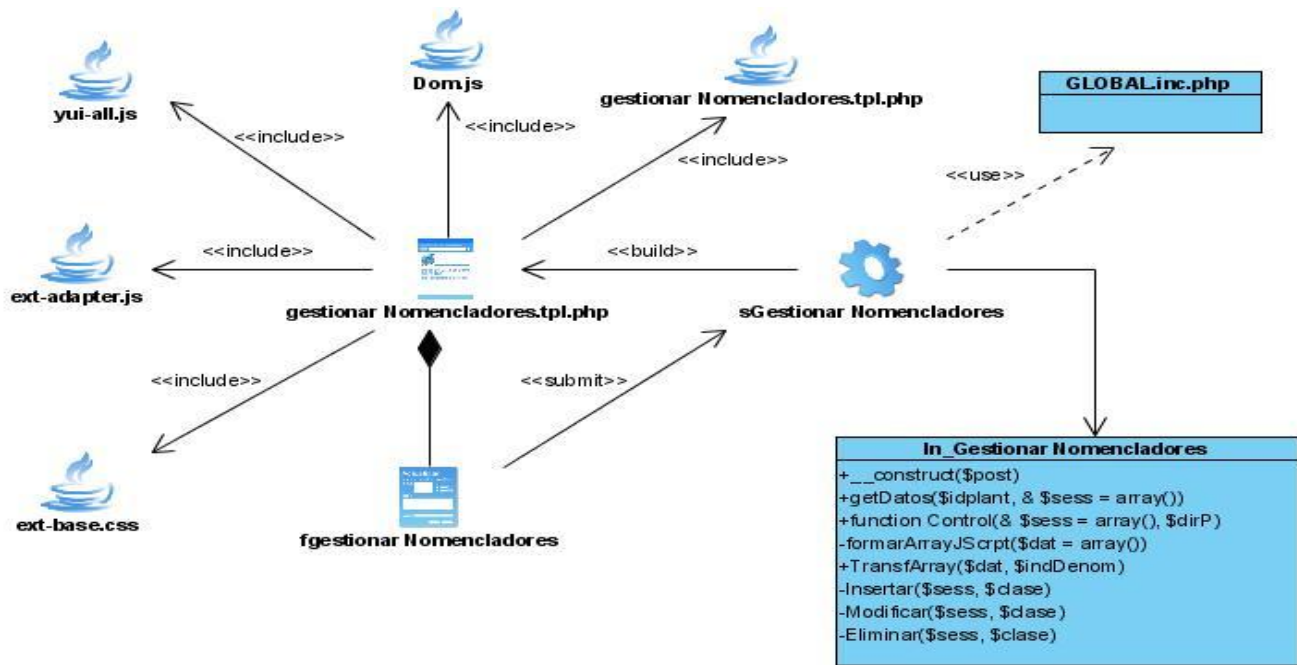 yui-all.js
Dom.js
gestionar Nomencladores.tpl.php
GLOBAL.inc.php
<<include>>
<<include>>
<<include>>
<<use>>
<<include>>
<<build>>
ext-adapter.js
gestionar Nomencladores.tpl.php
sGestionar Nomencladores
<<include>>
<<submit>>
ext-base.css
fgestionar Nomencladores
In_Gestionar Nomencladores
+__construct($post)
+getDatos($idplant, & $sess = array())
+function Control(& $sess = array(), $dirP)
-formarArrayJScrpt($dat = array())
+TransfArray($dat, $indDenom)
-Insertar($sess, $clase)
-Modificar($sess, $clase)
-Eliminar($sess, $clase)